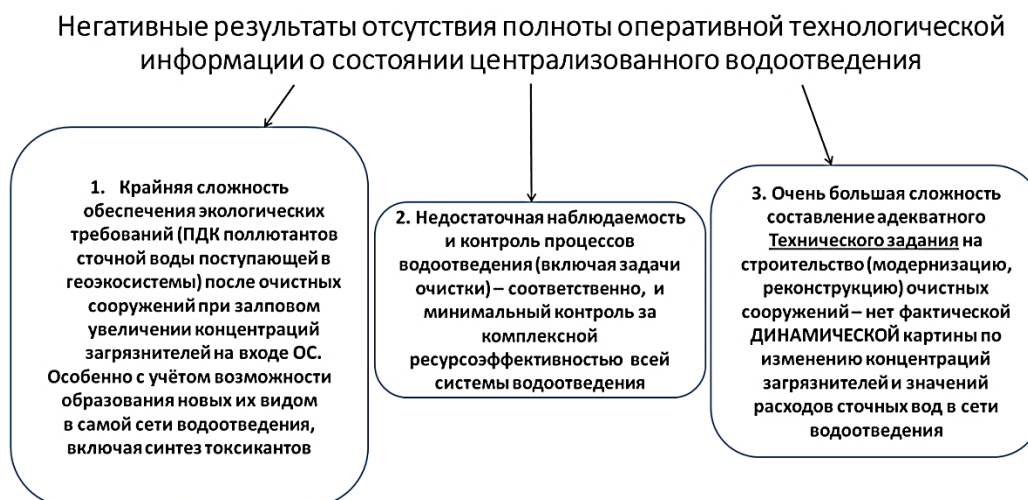 Негативные результаты отсутствия полноты оперативной технологической
информации о состоянии централизованного водоотведения
1. Крайняя сложность
обеспечения экологических
требований (ПДК поллютантов
сточной воды поступающей в
геоэкосистемы) после очистных
сооружений при залповом
увеличении концентраций
загрязнителей на входе ОС.
Особенно с учётом возможности
образования новых их видом
в самой сети водоотведения,
включая синтез токсикантов
2. Недостаточная наблюдаемость
и контроль процессов
водоотведения (включая задачи
очистки) – соответственно, и
минимальный контроль за
комплексной
ресурсоэффективностью всей
системы водоотведения
3. Очень большая сложность
составление адекватного
Технического задания на
строительство (модернизацию,
реконструкцию) очистных
сооружений – нет фактической
ДИНАМИЧЕСКОЙ картины по
изменению концентраций
загрязнителей и значений
расходов сточных вод в сети
водоотведения